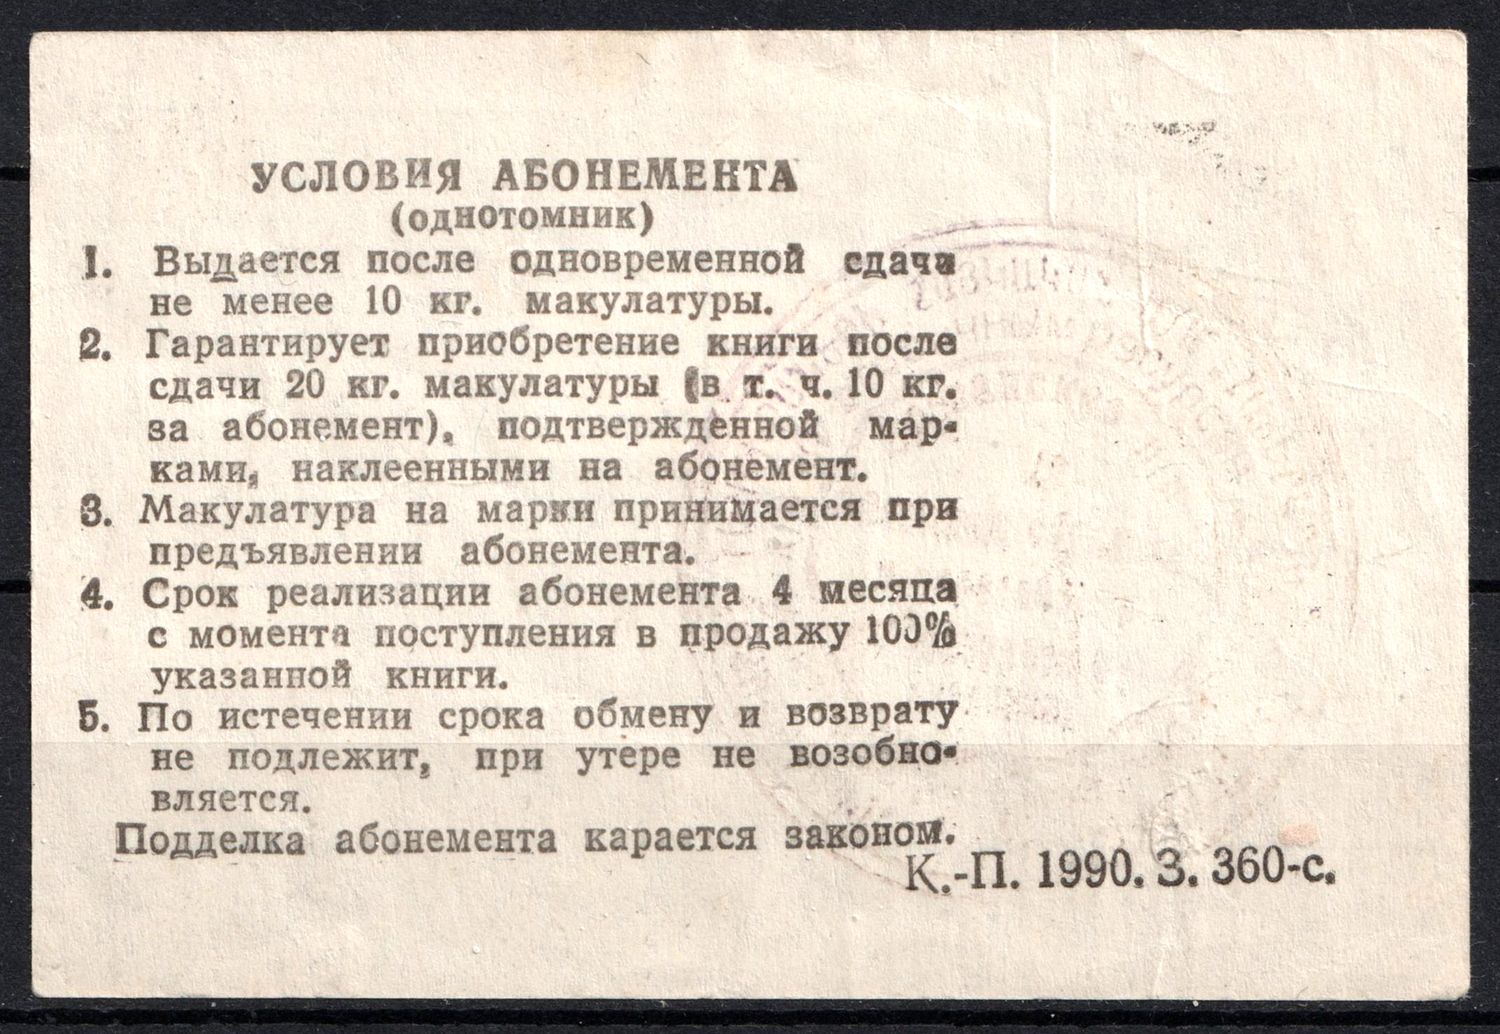 УСЛОВИЯ АБОНЕМЕНТА
(однотомник)
1. Выдается после одновременной сдачи
не менее 10 кг. макулатуры.
2. Гарантирует приобретение книги после
сдачи 20 кг. макулатуры (в т. ч. 10 кг.
за абонемент), подтвержденной мар-
ками, наклеенными на абонемент.
3. Макулатура на марки принимается при
предъявлении абонемента.
4. Срок реализации абонемента 4 месяца
с момента поступления в продажу 100%
указанной книги.
5. По истечении срока обмену и возврату
не подлежит, при утере не возобно-
вляется.
Подделка абонемента карается законом.
К.-П. 1990. З. 360-с.